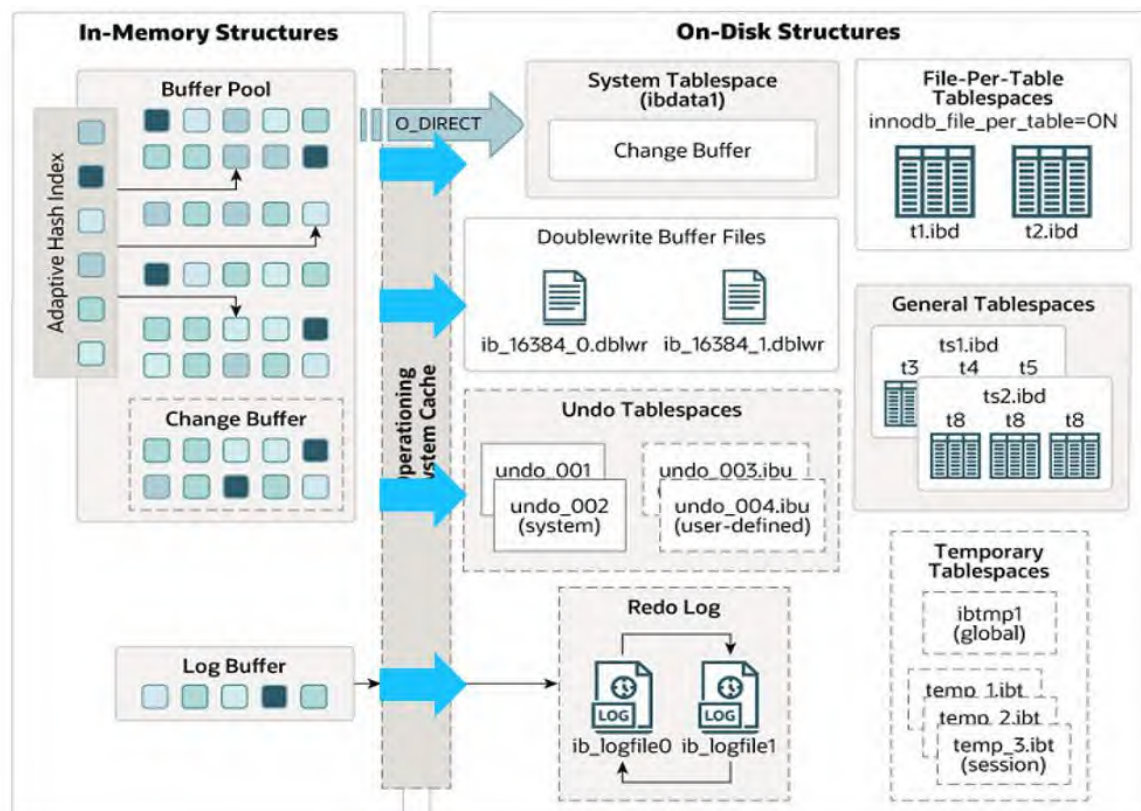 In-Memory Structures
Buffer Pool
Adaptive Hash Index
Change Buffer
Log Buffer
O_DIRECT
Operationing
System Cache
On-Disk Structures
System Tablespace
(ibdata1)
Change Buffer
Doublewrite Buffer Files
ib_16384_0.dblwr
ib_16384_1.dblwr
Undo Tablespaces
undo_001
undo_002
(system)
undo_003.ibu
undo_004.ibu
(user-defined)
Redo Log
LOG
LOG
ib_logfile0
ib_logfile1
File-Per-Table
Tablespaces
innodb_file_per_table=ON
t1.ibd
t2.ibd
General Tablespaces
ts1.ibd
t3 t4 t5
ts2.ibd
t8 t8 t8
Temporary
Tablespaces
ibtmp1
(global)
temp_1.ibt
temp_2.ibt
temp_3.ibt
(session)